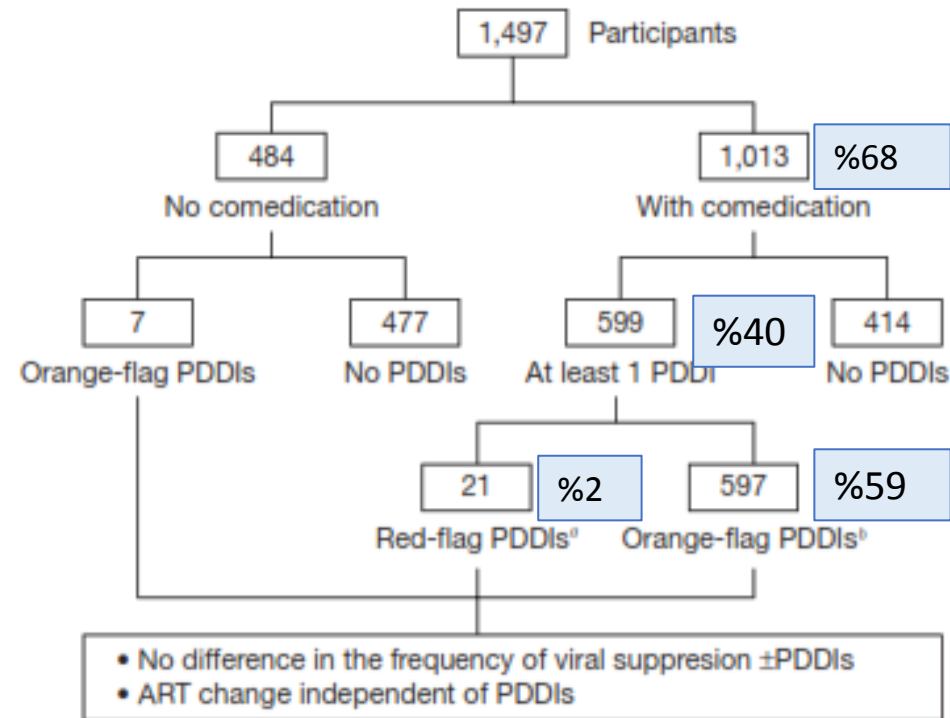 1,497 Participants
484 1,013 %68
No comedication With comedication
7 477 599 %40 414
Orange-flag PDDIs No PDDIs At least 1 PDDI No PDDIs
21 %2 597 %59
Red-flag PDDIsᵃ Orange-flag PDDIsᵇ
• No difference in the frequency of viral suppresion ±PDDIs
• ART change independent of PDDIs